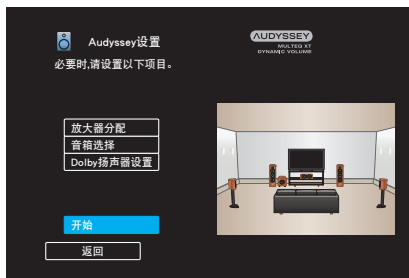 Audyssey设置
AUDYSSEY
MULTEQ XT
DYNAMIC VOLUME
必要时,请设置以下项目。
放大器分配
音箱选择
Dolby扬声器设置
开始
返回